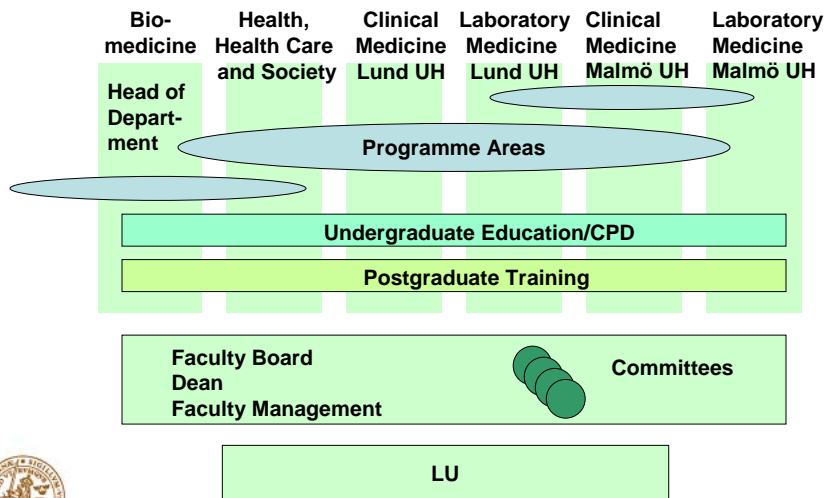 Bio-
medicine
Health,
Health Care
and Society
Clinical
Medicine
Lund UH
Laboratory
Medicine
Lund UH
Clinical
Medicine
Malmö UH
Laboratory
Medicine
Malmö UH
Head of
Depart-
ment
Programme Areas
Undergraduate Education/CPD
Postgraduate Training
Faculty Board
Dean
Faculty Management
Committees
LU